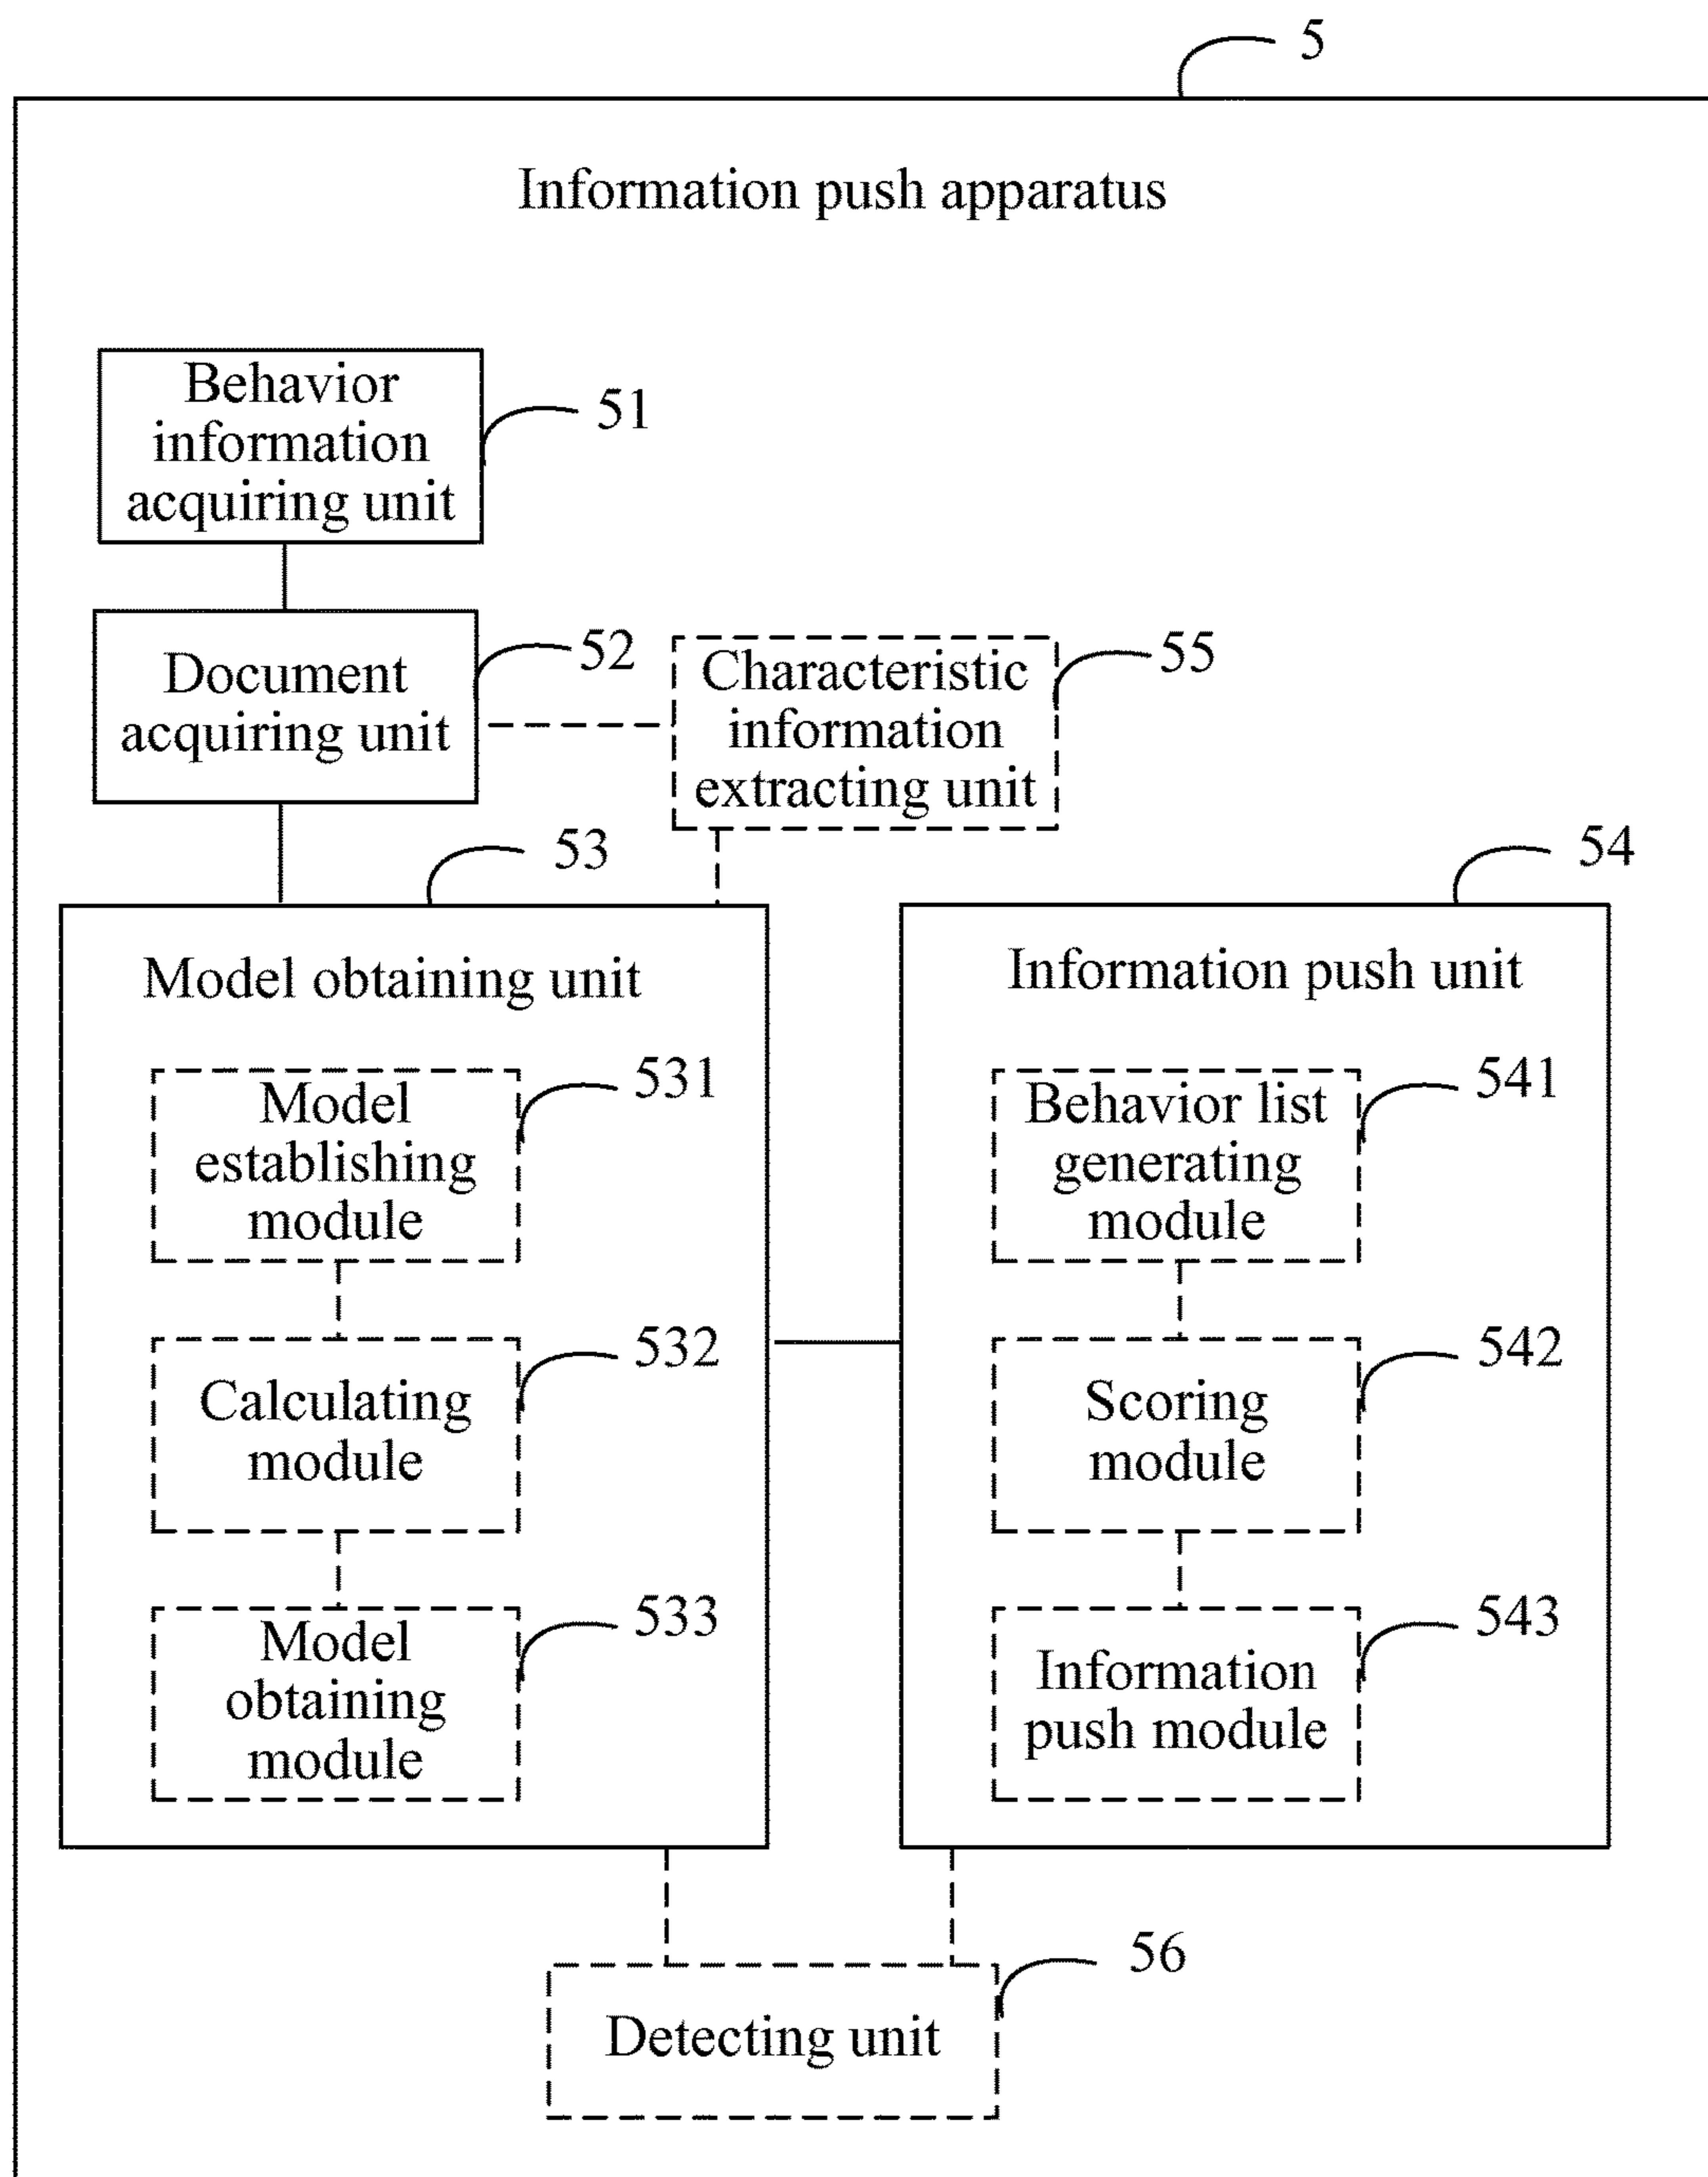 5
Information push apparatus
Behavior
information
acquiring unit
51
Document
acquiring unit
52
Characteristic
information
extracting unit
55
53
Model obtaining unit
Model
establishing
module
531
Calculating
module
532
Model
obtaining
module
533
54
Information push unit
Behavior list
generating
module
541
Scoring
module
542
Information
push module
543
Detecting unit
56